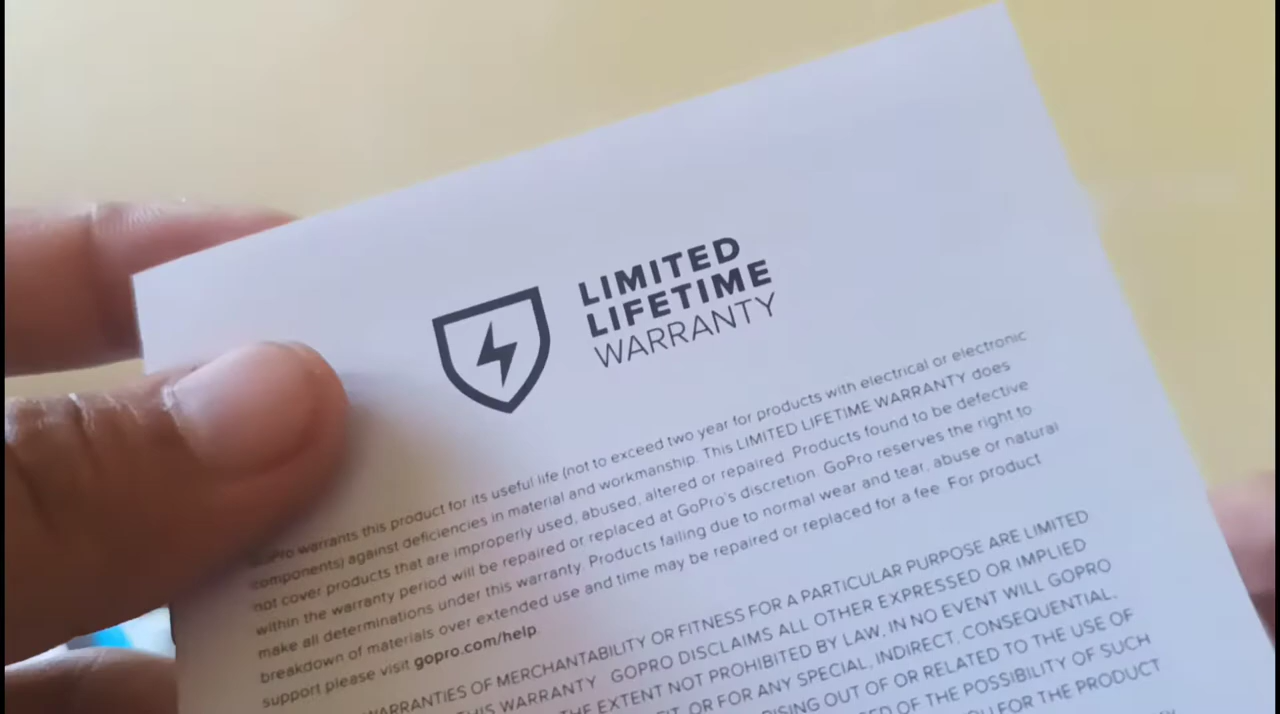 LIMITED
LIFETIME
WARRANTY
GoPro warrants this product for its useful life (not to exceed two year for products with electrical or electronic
components) against deficiencies in material and workmanship. This LIMITED LIFETIME WARRANTY does
not cover products that are improperly used, abused, altered or repaired. Products found to be defective
within the warranty period will be repaired or replaced at GoPro's discretion. GoPro reserves the right to
make all determinations under this warranty. Products failing due to normal wear and tear, abuse or natural
breakdown of materials over extended use and time may be repaired or replaced for a fee. For product
support please visit gopro.com/help.
WARRANTIES OF MERCHANTABILITY OR FITNESS FOR A PARTICULAR PURPOSE ARE LIMITED
THIS WARRANTY. GOPRO DISCLAIMS ALL OTHER EXPRESSED OR IMPLIED
THE EXTENT NOT PROHIBITED BY LAW, IN NO EVENT WILL GOPRO
OR FOR ANY SPECIAL, INDIRECT, CONSEQUENTIAL,
ARISING OUT OF OR RELATED TO THE USE OF
OF THE POSSIBILITY OF SUCH
FOR THE PRODUCT